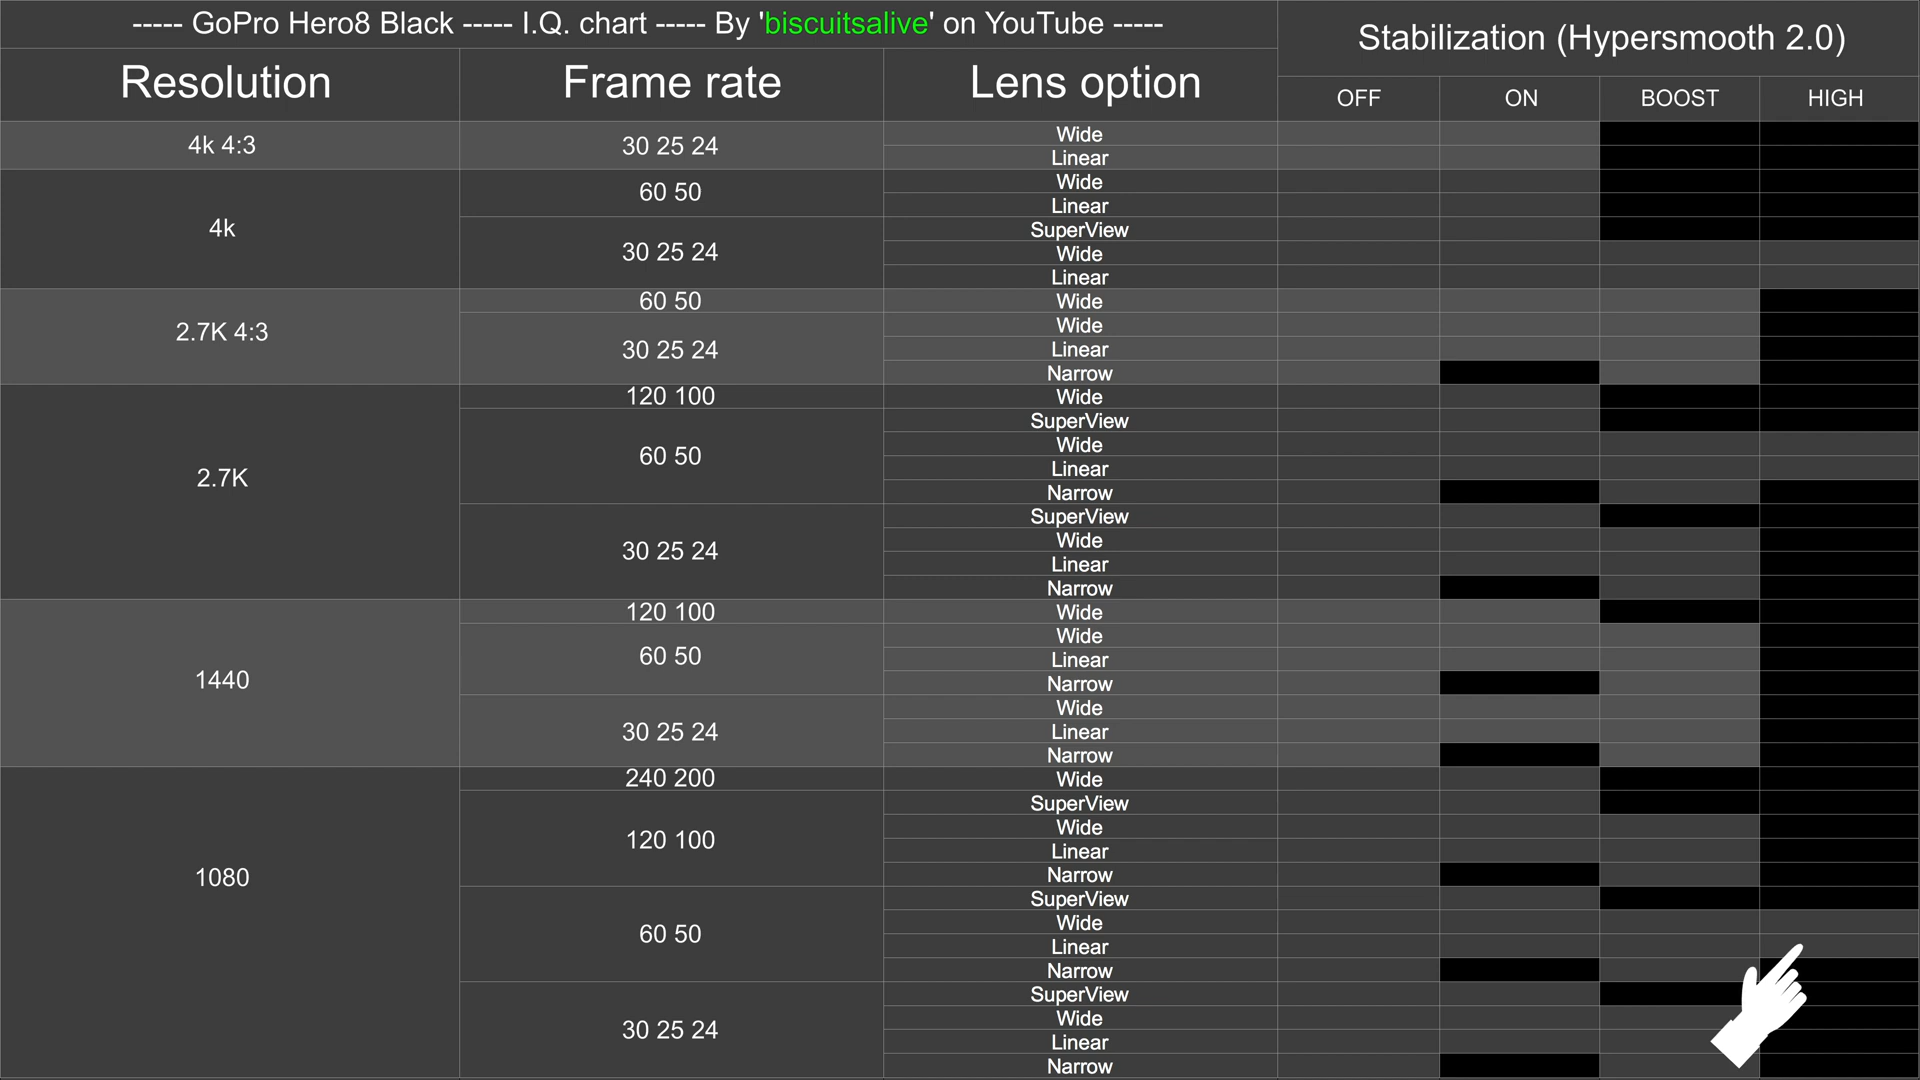 ----- GoPro Hero8 Black ----- I.Q. chart ----- By 'biscuitsalive' on YouTube -----
Stabilization (Hypersmooth 2.0)
Resolution
Frame rate
Lens option
OFF
ON
BOOST
HIGH
4k 4:3
30 25 24
Wide
Linear
4k
60 50
Wide
Linear
30 25 24
SuperView
Wide
Linear
2.7K 4:3
60 50
Wide
30 25 24
Wide
Linear
Narrow
2.7K
120 100
Wide
60 50
SuperView
Wide
Linear
Narrow
30 25 24
SuperView
Wide
Linear
Narrow
1440
120 100
Wide
60 50
Wide
Linear
Narrow
30 25 24
Wide
Linear
Narrow
1080
240 200
Wide
120 100
SuperView
Wide
Linear
Narrow
60 50
SuperView
Wide
Linear
Narrow
30 25 24
SuperView
Wide
Linear
Narrow